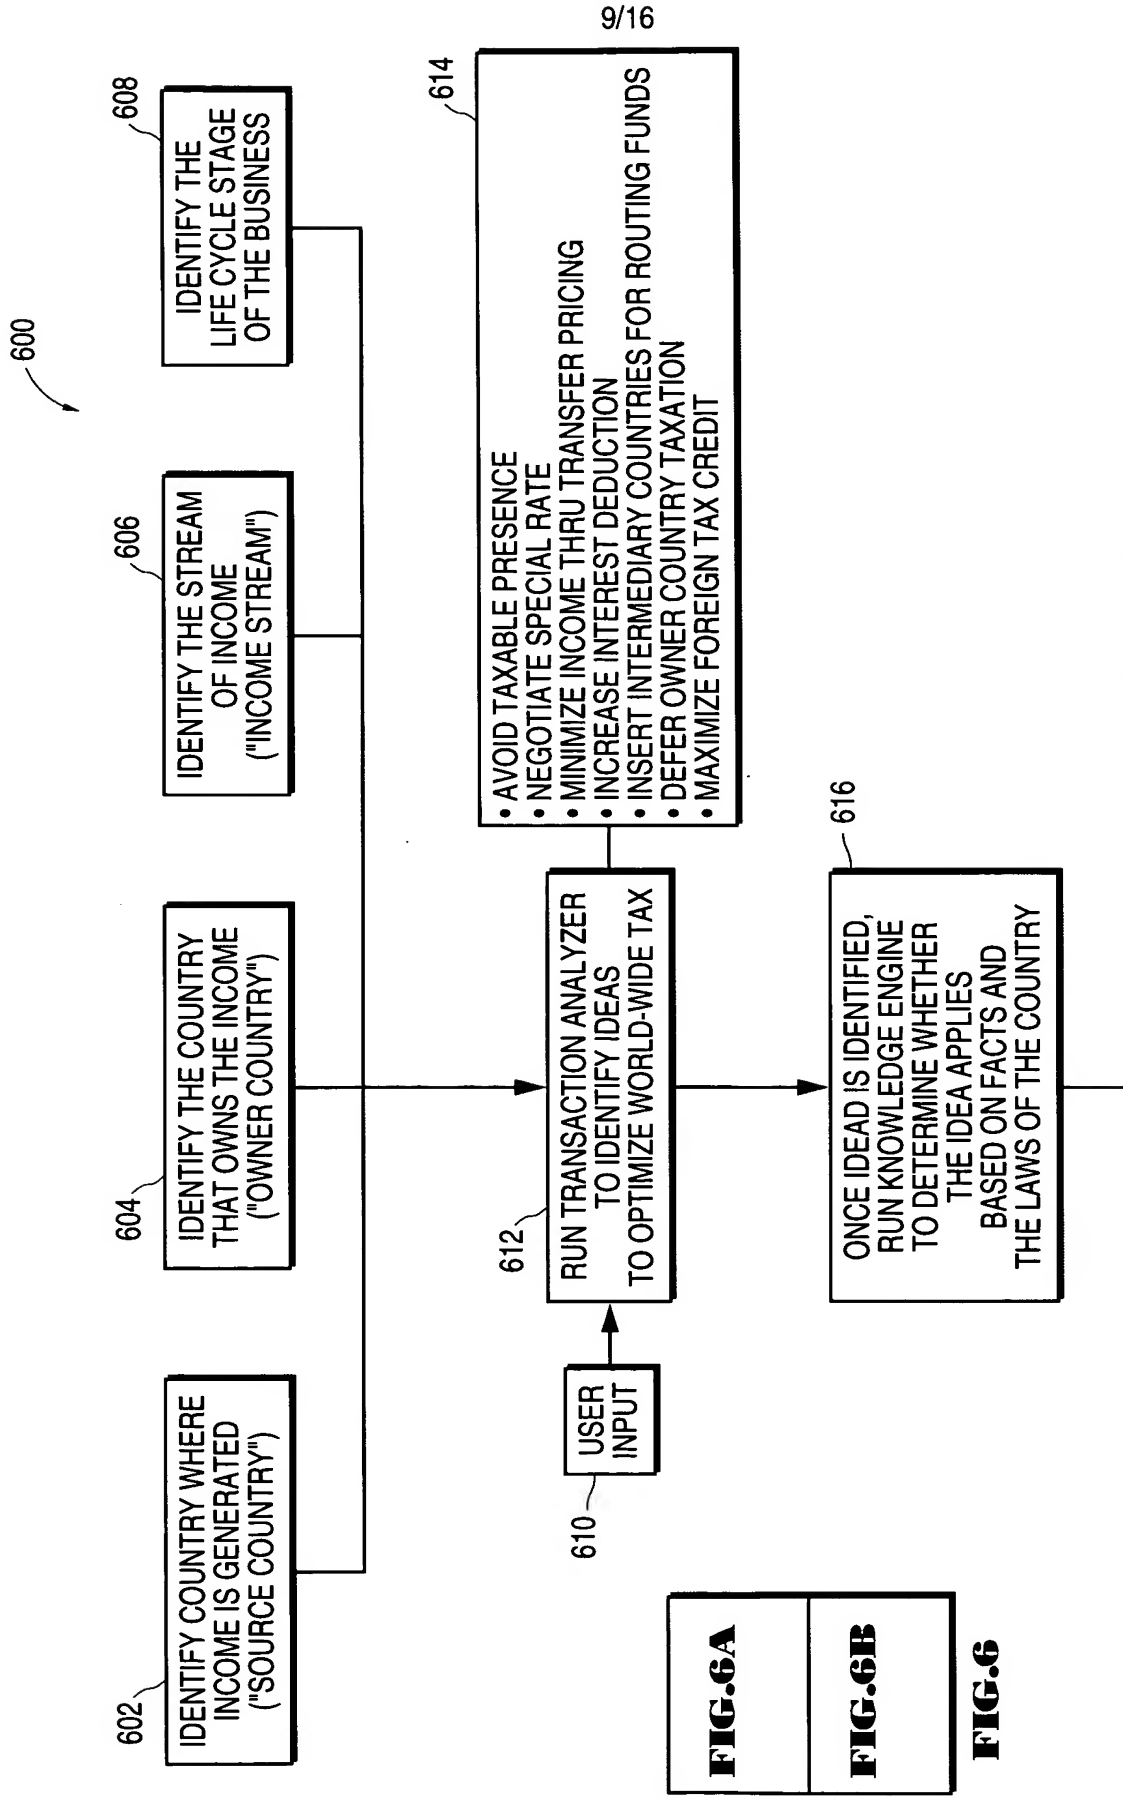 9/16
600
602
IDENTIFY COUNTRY WHERE
INCOME IS GENERATED
("SOURCE COUNTRY")
604
IDENTIFY THE COUNTRY
THAT OWNS THE INCOME
("OWNER COUNTRY")
606
IDENTIFY THE STREAM
OF INCOME
("INCOME STREAM")
608
IDENTIFY THE
LIFE CYCLE STAGE
OF THE BUSINESS
610
USER
INPUT
612
RUN TRANSACTION ANALYZER
TO IDENTIFY IDEAS
TO OPTIMIZE WORLD-WIDE TAX
614
• AVOID TAXABLE PRESENCE
• NEGOTIATE SPECIAL RATE
• MINIMIZE INCOME THRU TRANSFER PRICING
• INCREASE INTEREST DEDUCTION
• INSERT INTERMEDIARY COUNTRIES FOR ROUTING FUNDS
• DEFER OWNER COUNTRY TAXATION
• MAXIMIZE FOREIGN TAX CREDIT
616
ONCE IDEAD IS IDENTIFIED,
RUN KNOWLEDGE ENGINE
TO DETERMINE WHETHER
THE IDEA APPLIES
BASED ON FACTS AND
THE LAWS OF THE COUNTRY
FIG.6A
FIG.6B
FIG.6